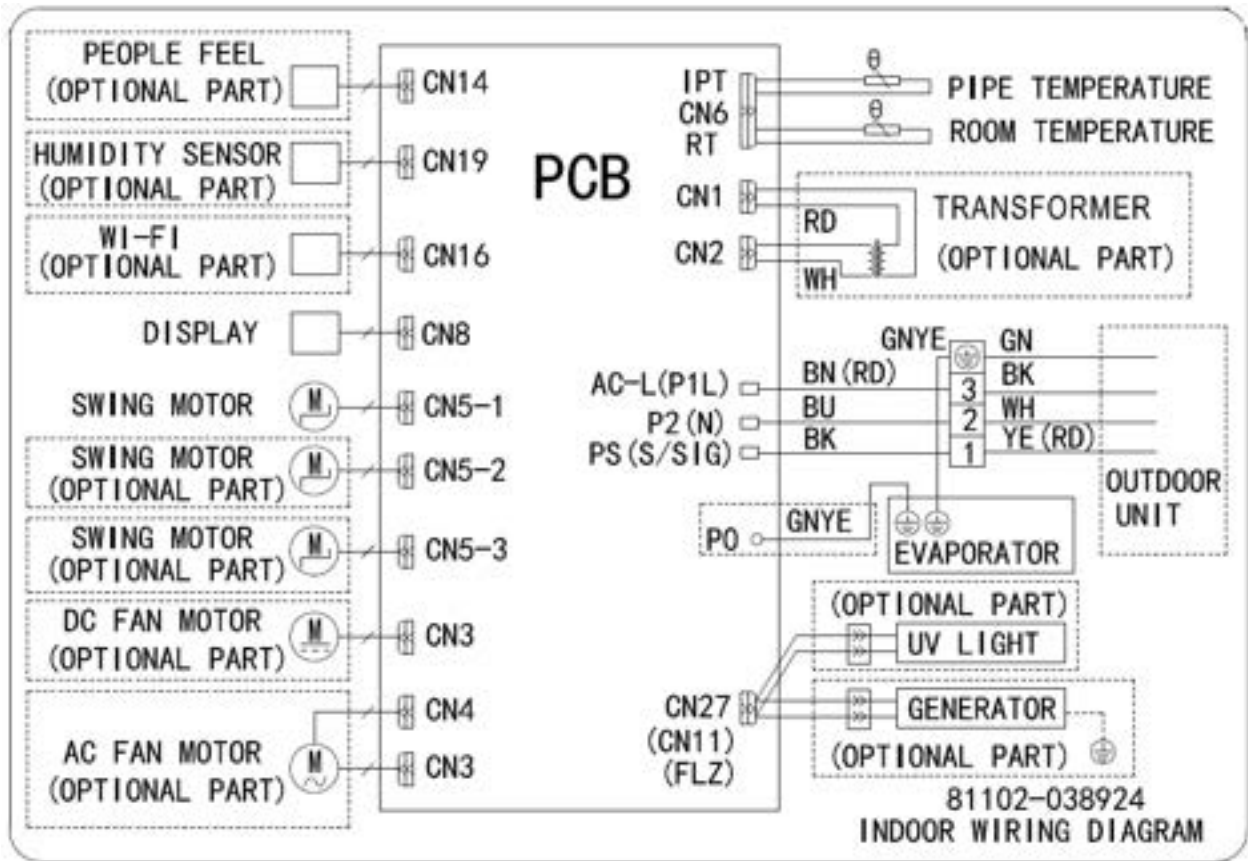 PEOPLE FEEL
(OPTIONAL PART)
CN14
HUMIDITY SENSOR
(OPTIONAL PART)
CN19
WI-FI
(OPTIONAL PART)
CN16
DISPLAY
CN8
SWING MOTOR
M
CN5-1
SWING MOTOR
(OPTIONAL PART)
M
CN5-2
SWING MOTOR
(OPTIONAL PART)
M
CN5-3
DC FAN MOTOR
(OPTIONAL PART)
M
CN3
CN4
AC FAN MOTOR
(OPTIONAL PART)
M
CN3
PCB
IPT
CN6
RT
θ
PIPE TEMPERATURE
θ
ROOM TEMPERATURE
CN1
RD
CN2
WH
TRANSFORMER
(OPTIONAL PART)
GNYE
GN
AC-L(P1L)
BN(RD)
3
BK
P2(N)
BU
2
WH
PS(S/SIG)
BK
1
YE(RD)
OUTDOOR
UNIT
P0
GNYE
EVAPORATOR
(OPTIONAL PART)
UV LIGHT
CN27
(CN11)
(FLZ)
GENERATOR
(OPTIONAL PART)
81102-038924
INDOOR WIRING DIAGRAM